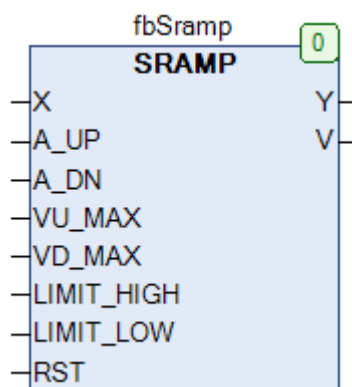 fbSramp
0
SRAMP
X Y
A_UP V
A_DN
VU_MAX
VD_MAX
LIMIT_HIGH
LIMIT_LOW
RST